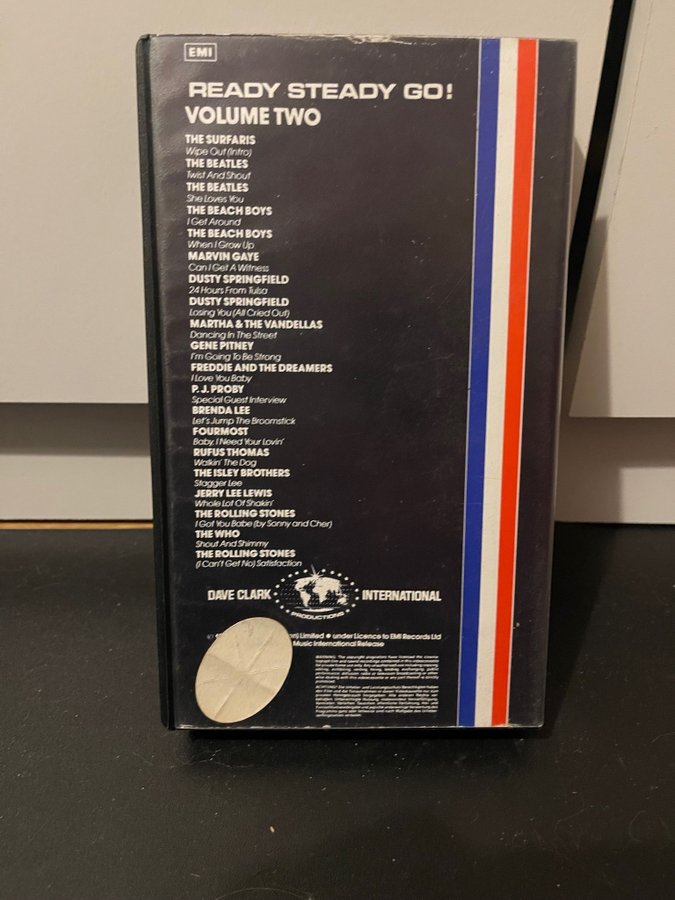 EMI
READY STEADY GO!
VOLUME TWO
THE SURFARIS
Wipe Out (Intro)
THE BEATLES
Twist And Shout
THE BEATLES
She Loves You
THE BEACH BOYS
I Get Around
THE BEACH BOYS
When I Grow Up
MARVIN GAYE
Can I Get A Witness
DUSTY SPRINGFIELD
24 Hours From Tulsa
DUSTY SPRINGFIELD
Losing You (All Cried Out)
MARTHA & THE VANDELLAS
Dancing In The Street
GENE PITNEY
I'm Going To Be Strong
FREDDIE AND THE DREAMERS
I Love You Baby
P. J. PROBY
Special Guest Interview
BRENDA LEE
Let's Jump The Broomstick
FOURMOST
Baby, I Need Your Lovin'
RUFUS THOMAS
Walkin' The Dog
THE ISLEY BROTHERS
Stagger Lee
JERRY LEE LEWIS
Whole Lot Of Shakin'
THE ROLLING STONES
I Got You Babe (by Sonny and Cher)
THE WHO
Shout And Shimmy
THE ROLLING STONES
(I Can't Get No) Satisfaction
DAVE CLARK INTERNATIONAL
PRODUCTIONS
Limited • under Licence to EMI Records Ltd
Music International Release